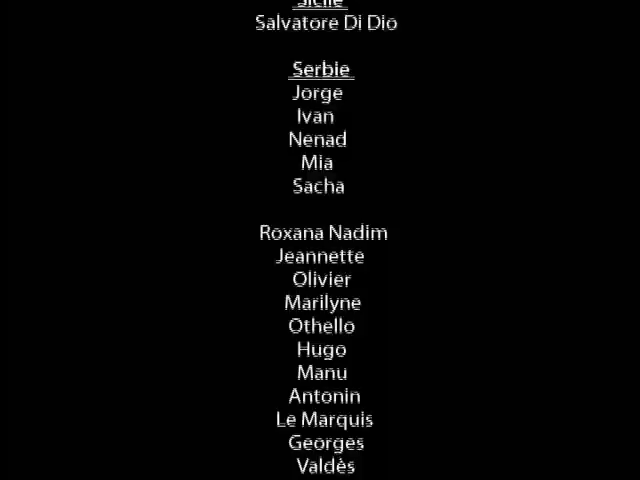 Sicile
Salvatore Di Dio
Serbie
Jorge
Ivan
Nenad
Mia
Sacha
Roxana Nadim
Jeannette
Olivier
Marilyne
Othello
Hugo
Manu
Antonin
Le Marquis
Georges
Valdès